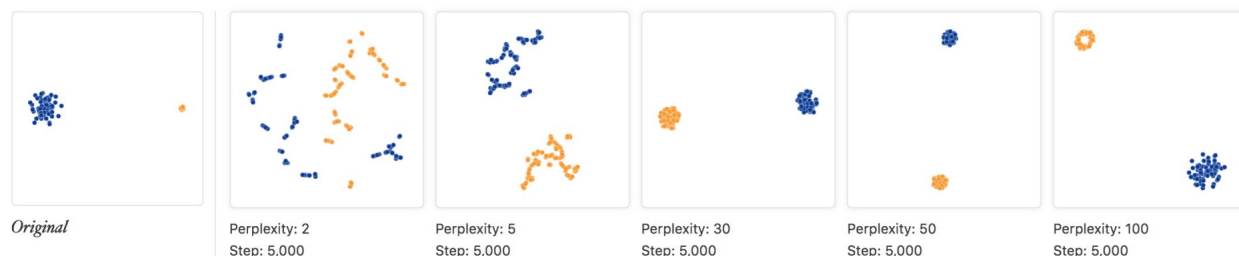 Original
Perplexity: 2
Step: 5,000
Perplexity: 5
Step: 5,000
Perplexity: 30
Step: 5,000
Perplexity: 50
Step: 5,000
Perplexity: 100
Step: 5,000